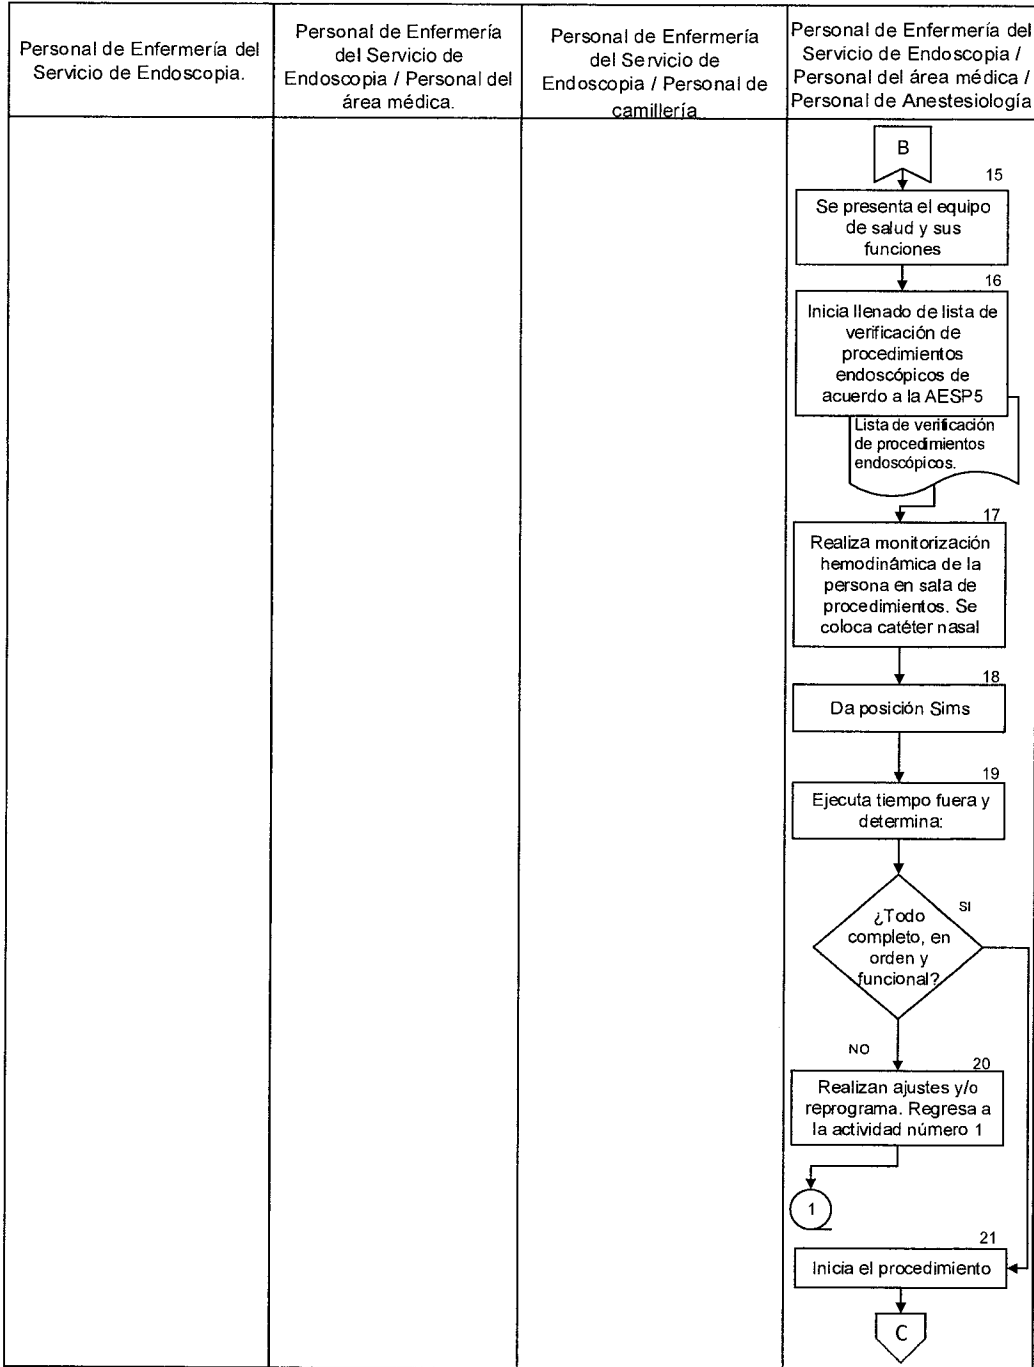 Personal de Enfermería del
Servicio de Endoscopia.
Personal de Enfermería
del Servicio de
Endoscopia / Personal del
área médica.
Personal de Enfermería
del Servicio de
Endoscopia / Personal de
camillería
Personal de Enfermería del
Servicio de Endoscopia /
Personal del área médica /
Personal de Anestesiología
B
15
Se presenta el equipo
de salud y sus
funciones
16
Inicia llenado de lista de
verificación de
procedimientos
endoscópicos de
acuerdo a la AESP5
Lista de verificación
de procedimientos
endoscópicos.
17
Realiza monitorización
hemodinámica de la
persona en sala de
procedimientos. Se
coloca catéter nasal
18
Da posición Sims
19
Ejecuta tiempo fuera y
determina:
¿Todo
completo, en
orden y
funcional?
SI
NO
20
Realizan ajustes y/o
reprograma. Regresa a
la actividad número 1
1
21
Inicia el procedimiento
C